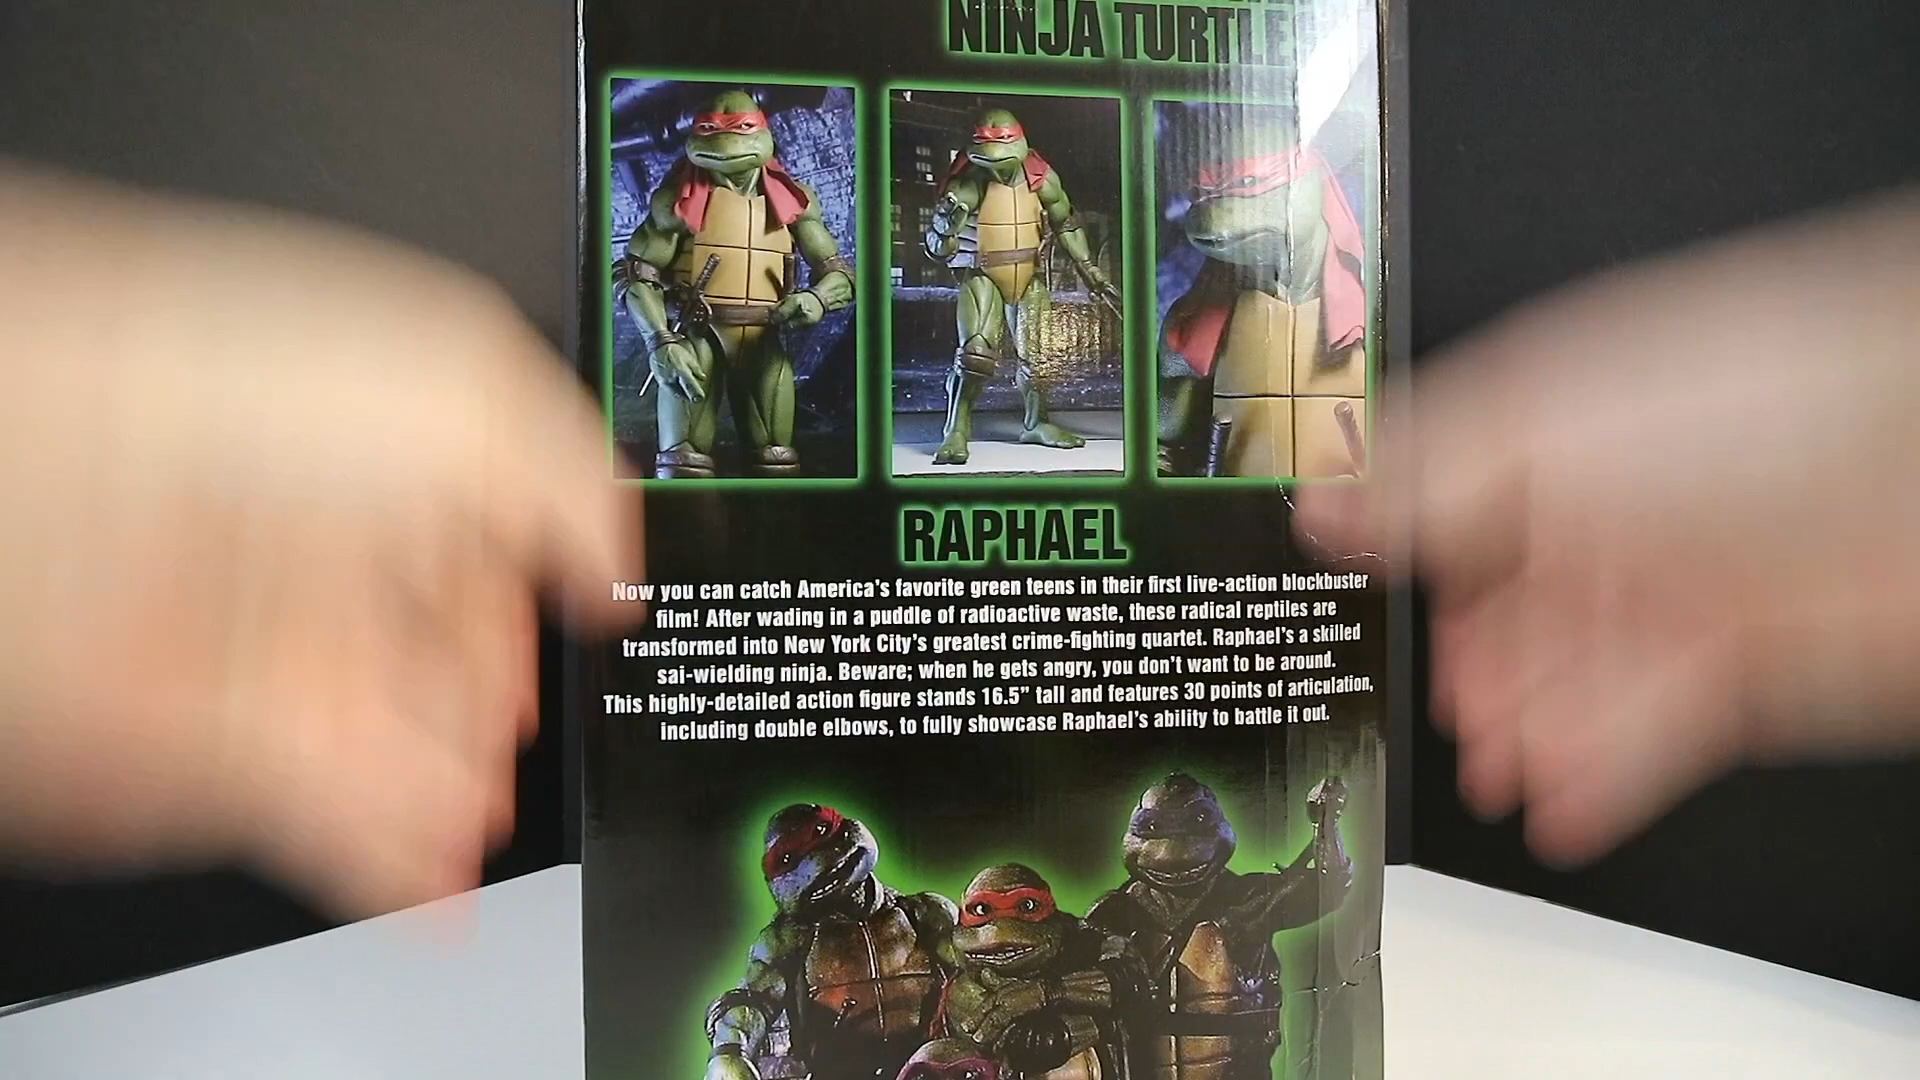 NINJA TURTLES
RAPHAEL
Now you can catch America's favorite green teens in their first live-action blockbuster
film! After wading in a puddle of radioactive waste, these radical reptiles are
transformed into New York City's greatest crime-fighting quartet. Raphael's a skilled
sai-wielding ninja. Beware; when he gets angry, you don't want to be around.
This highly-detailed action figure stands 16.5" tall and features 30 points of articulation,
including double elbows, to fully showcase Raphael's ability to battle it out.